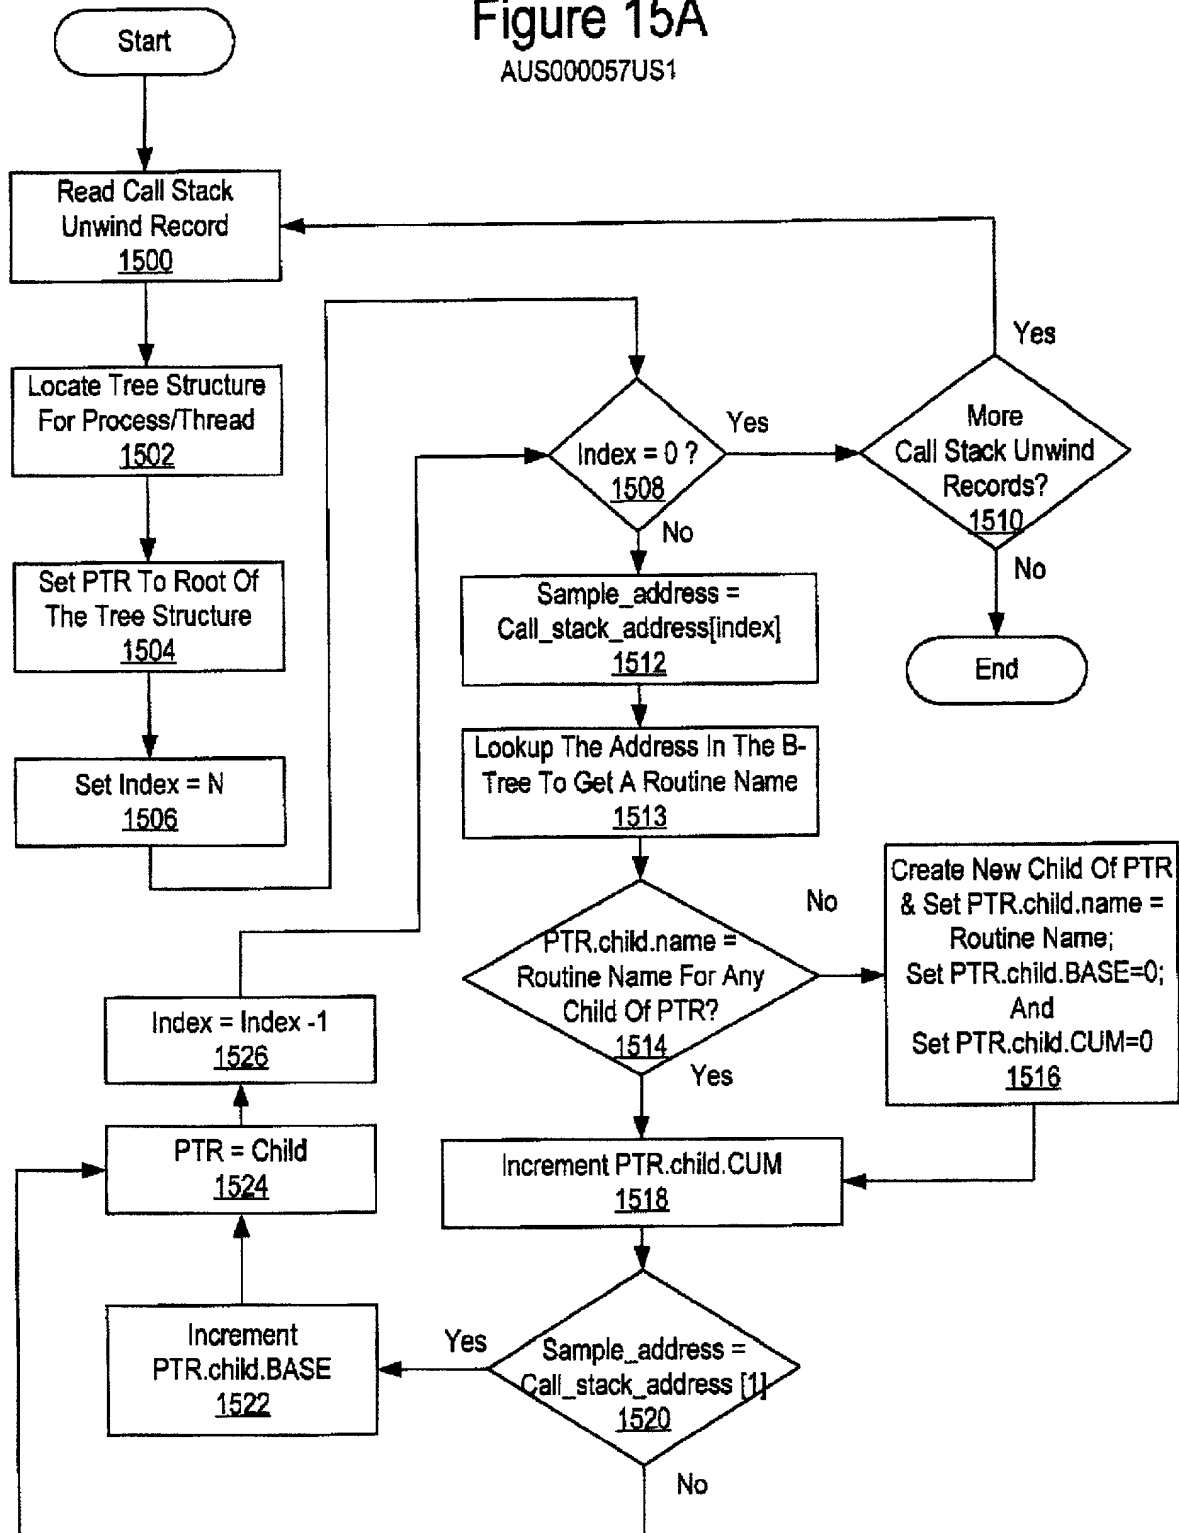 Figure 15A
AUS000057US1
Start
Read Call Stack
Unwind Record
1500
Locate Tree Structure
For Process/Thread
1502
Set PTR To Root Of
The Tree Structure
1504
Set Index = N
1506
Index = 0 ?
1508
Yes
No
More
Call Stack Unwind
Records?
1510
Yes
No
End
Sample_address =
Call_stack_address[index]
1512
Lookup The Address In The B-
Tree To Get A Routine Name
1513
PTR.child.name =
Routine Name For Any
Child Of PTR?
1514
No
Yes
Create New Child Of PTR
& Set PTR.child.name =
Routine Name;
Set PTR.child.BASE=0;
And
Set PTR.child.CUM=0
1516
Increment PTR.child.CUM
1518
Sample_address =
Call_stack_address [1]
1520
Yes
No
Increment
PTR.child.BASE
1522
PTR = Child
1524
Index = Index -1
1526